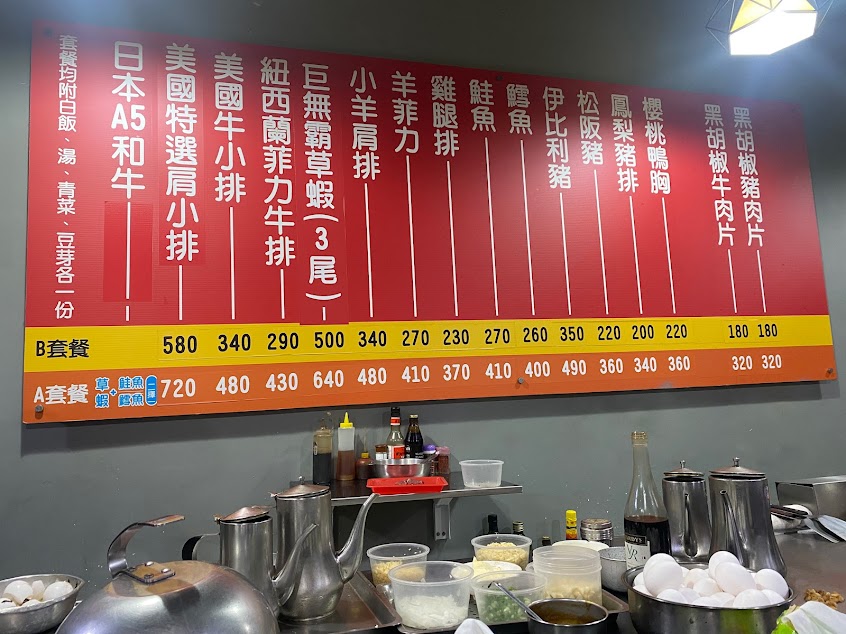 套餐均附白飯、湯、青菜、豆芽各一份
日本A5和牛
美國特選肩小排
美國牛小排
紐西蘭菲力牛排
巨無霸草蝦(3尾)
小羊肩排
羊菲力
雞腿排
鮭魚
鱈魚
伊比利豬
松阪豬
鳳梨豬排
櫻桃鴨胸
黑胡椒牛肉片
黑胡椒豬肉片
B套餐 580 340 290 500 340 270 230 270 260 350 220 200 220 180 180
A套餐 草蝦+鮭魚鱈魚 二擇一 720 480 430 640 480 410 370 410 400 490 360 340 360 320 320